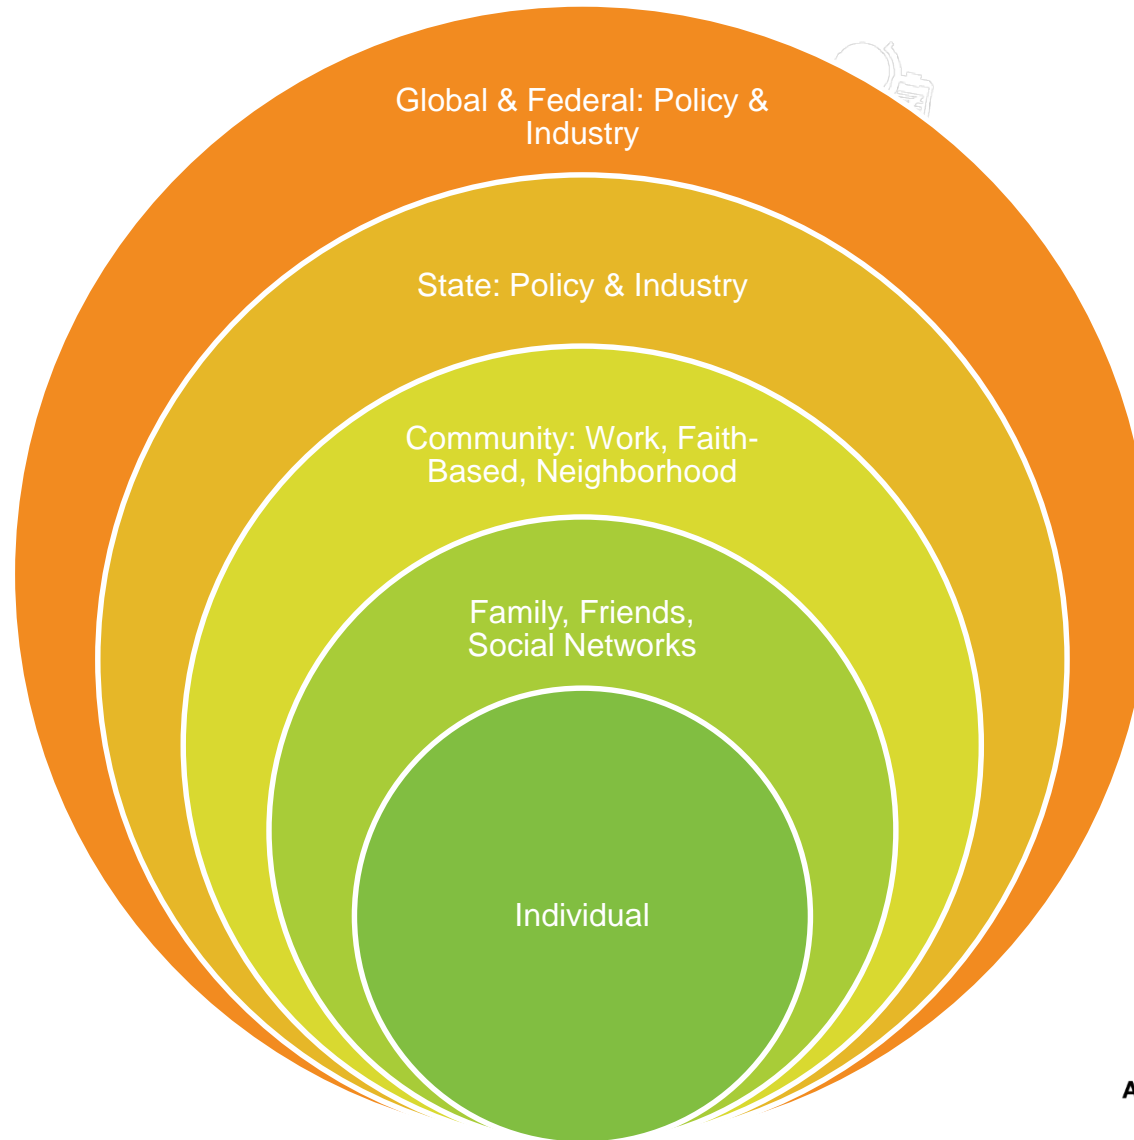 Global & Federal: Policy &
Industry
State: Policy & Industry
Community: Work, Faith-
Based, Neighborhood
Family, Friends,
Social Networks
Individual
A